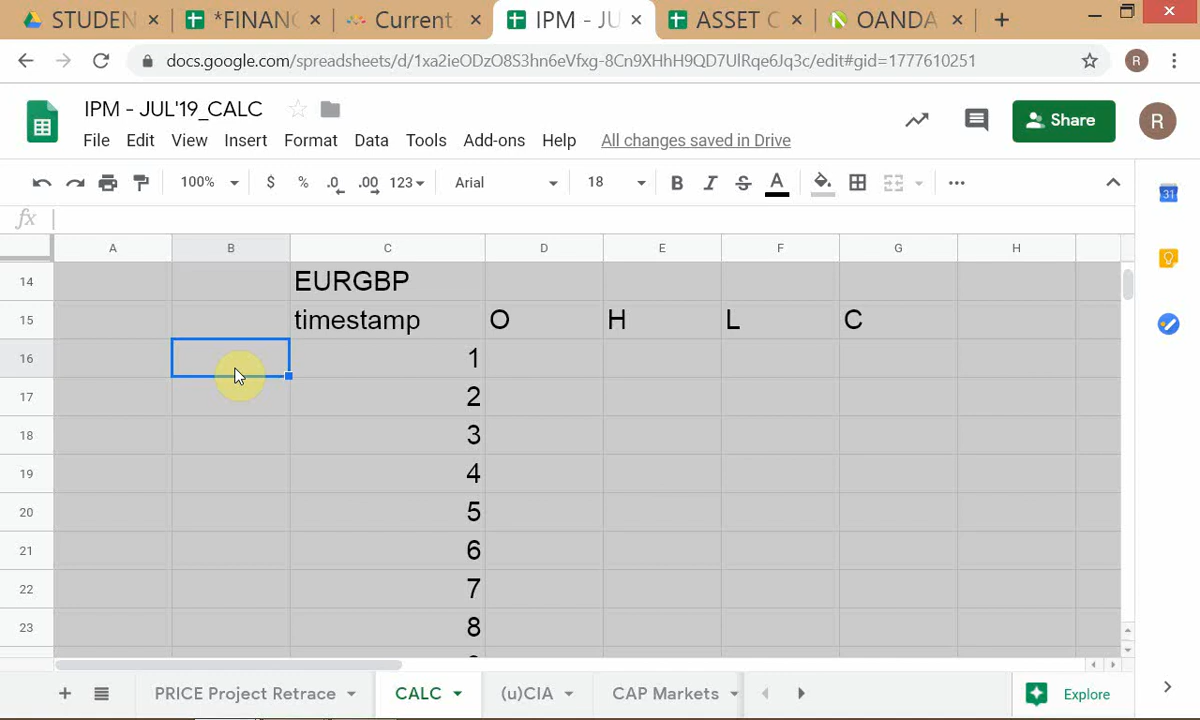 STUDEN × *FINANC × Current × IPM - JU × ASSET C × OANDA × +
docs.google.com/spreadsheets/d/1xa2ieODzO8S3hn6eVfxg-8Cn9XHhH9QD7UlRqe6Jq3c/edit#gid=1777610251 R
IPM - JUL'19_CALC
File Edit View Insert Format Data Tools Add-ons Help All changes saved in Drive
Share R
100% $ % .0 .00 123 Arial 18 B I S A ...
31
fx
A B C D E F G H
14 EURGBP
15 timestamp O H L C
16 1
17 2
18 3
19 4
20 5
21 6
22 7
23 8
+ PRICE Project Retrace CALC (u)CIA CAP Markets Explore